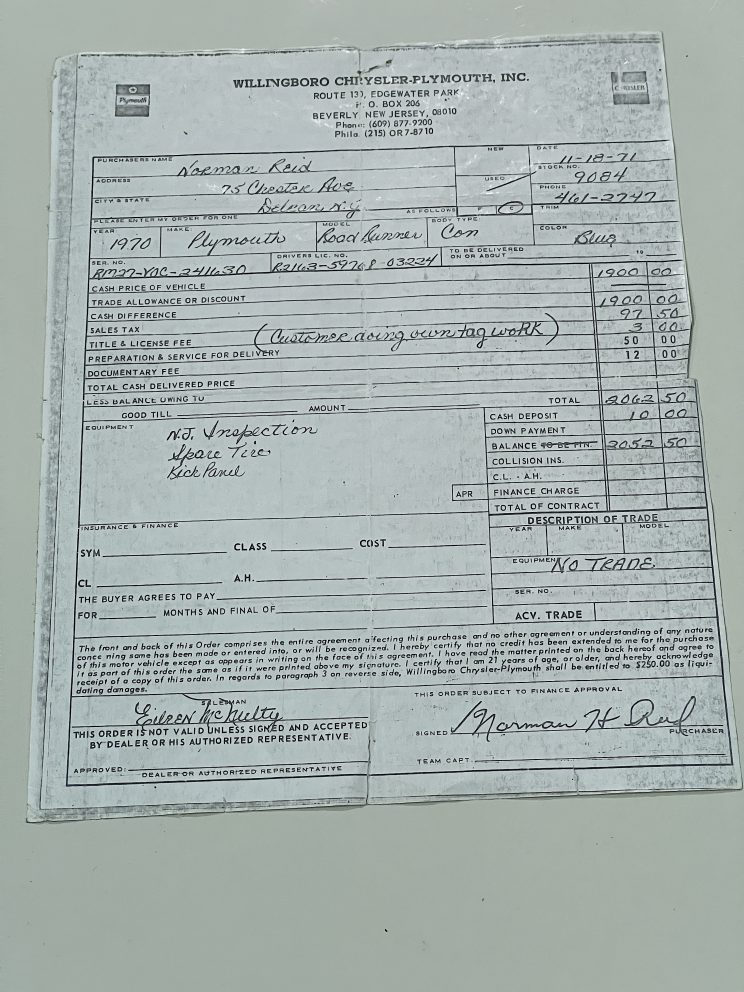 WILLINGBORO CHRYSLER-PLYMOUTH, INC.
Plymouth
CHRYSLER
ROUTE 130, EDGEWATER PARK
P. O. BOX 206
BEVERLY, NEW JERSEY, 08010
Phone: (609) 877-9200
Phila. (215) OR7-8710
PURCHASERS NAME Norman Reid NEW DATE 11-18-71
ADDRESS 75 Chester Ave USED STOCK NO. 9084
CITY & STATE Delran N.J. PHONE 461-2747
PLEASE ENTER MY ORDER FOR ONE AS FOLLOWS F C TRIM
YEAR 1970 MAKE Plymouth MODEL Road Runner BODY TYPE Con COLOR Blue
SER. NO. RM27-V0C-241630 DRIVERS LIC. NO. R2163-59768-03224 TO BE DELIVERED ON OR ABOUT 19
CASH PRICE OF VEHICLE 1900 00
TRADE ALLOWANCE OR DISCOUNT
CASH DIFFERENCE 1900 00
SALES TAX 97 50
TITLE & LICENSE FEE (Customer doing own tag work) 3 00
PREPARATION & SERVICE FOR DELIVERY 50 00
DOCUMENTARY FEE 12 00
TOTAL CASH DELIVERED PRICE
LESS BALANCE OWING TO TOTAL 2062 50
GOOD TILL AMOUNT CASH DEPOSIT 10 00
EQUIPMENT N.J. Inspection DOWN PAYMENT
Spare Tire BALANCE TO BE FIN. 2052 50
Kick Panel COLLISION INS.
C.L. - A.H.
APR FINANCE CHARGE
TOTAL OF CONTRACT
INSURANCE & FINANCE DESCRIPTION OF TRADE
YEAR MAKE MODEL
SYM CLASS COST
EQUIPMENT NO TRADE
CL A.H.
SER. NO.
THE BUYER AGREES TO PAY
FOR MONTHS AND FINAL OF ACV. TRADE
The front and back of this Order comprises the entire agreement affecting this purchase and no other agreement or understanding of any nature
concerning same has been made or entered into, or will be recognized. I hereby certify that no credit has been extended to me for the purchase
of this motor vehicle except as appears in writing on the face of this agreement. I have read the matter printed on the back hereof and agree to
it as part of this order the same as if it were printed above my signature. I certify that I am 21 years of age, or older, and hereby acknowledge
receipt of a copy of this order. In regards to paragraph 3 on reverse side, Willingboro Chrysler-Plymouth shall be entitled to $250.00 as liqui-
dating damages.
SALESMAN THIS ORDER SUBJECT TO FINANCE APPROVAL
Eileen McNulty
THIS ORDER IS NOT VALID UNLESS SIGNED AND ACCEPTED
BY DEALER OR HIS AUTHORIZED REPRESENTATIVE.
SIGNED Norman H Reid PURCHASER
APPROVED: TEAM CAPT.
DEALER OR AUTHORIZED REPRESENTATIVE